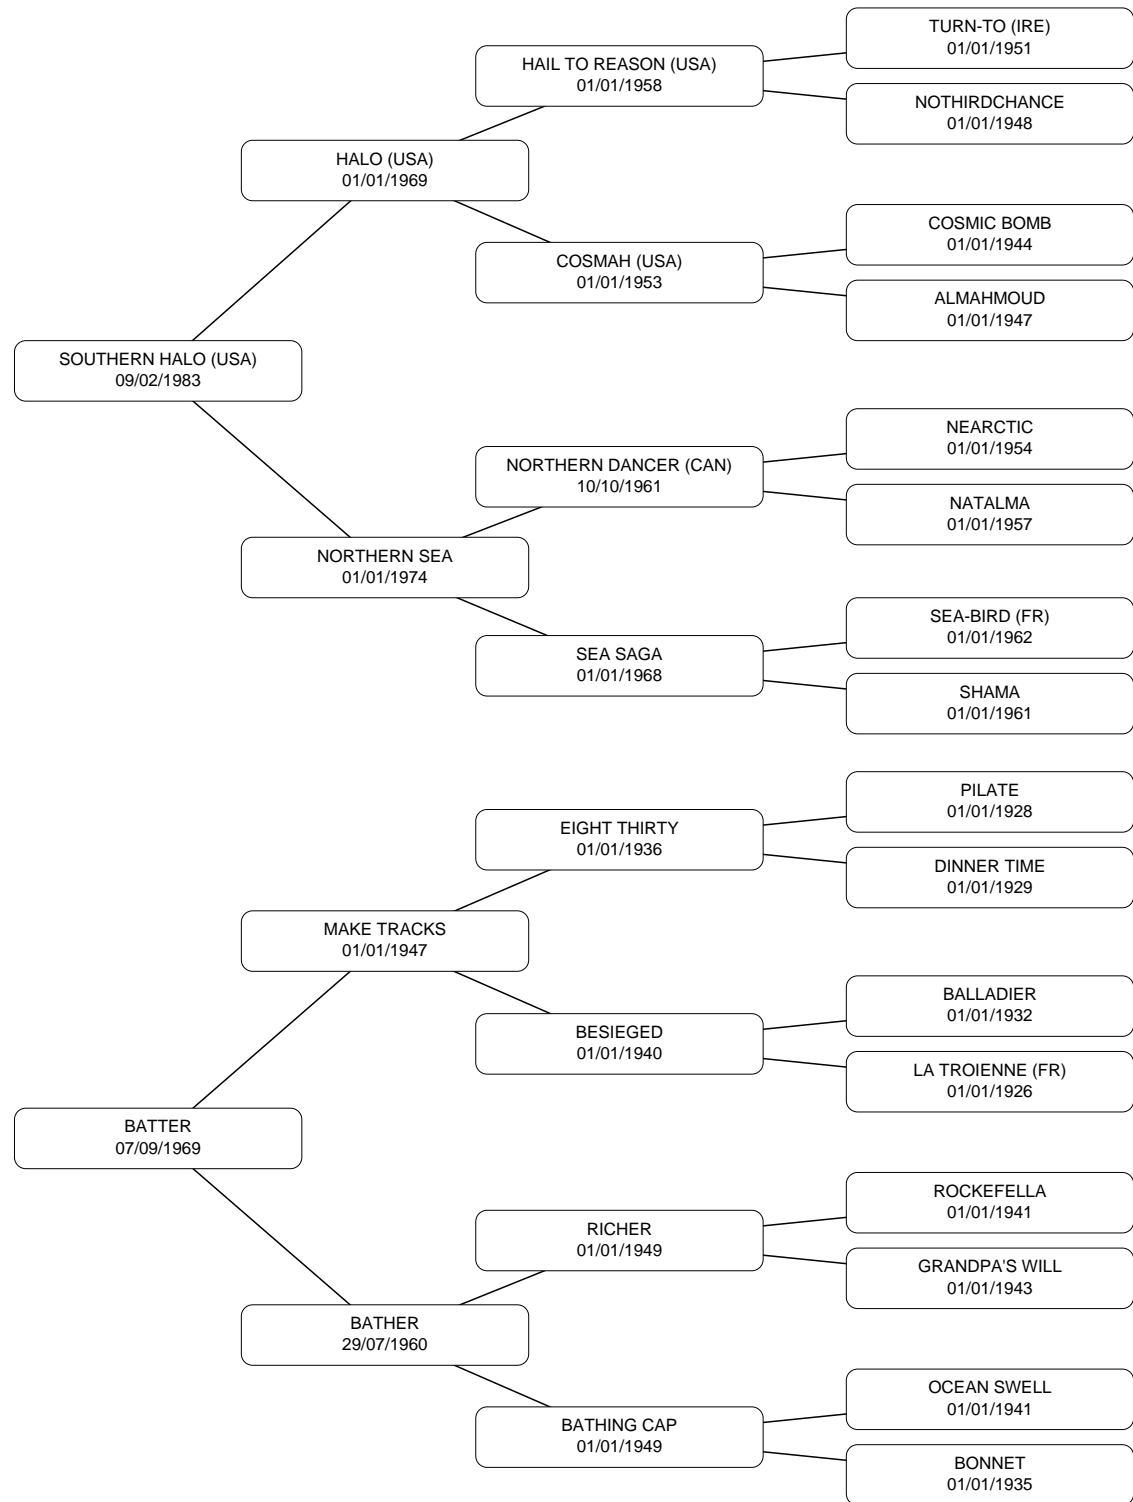 TURN-TO (IRE)
01/01/1951
HAIL TO REASON (USA)
01/01/1958
NOTHIRDCHANCE
01/01/1948
HALO (USA)
01/01/1969
COSMIC BOMB
01/01/1944
COSMAH (USA)
01/01/1953
ALMAHMOUD
01/01/1947
SOUTHERN HALO (USA)
09/02/1983
NEARCTIC
01/01/1954
NORTHERN DANCER (CAN)
10/10/1961
NATALMA
01/01/1957
NORTHERN SEA
01/01/1974
SEA-BIRD (FR)
01/01/1962
SEA SAGA
01/01/1968
SHAMA
01/01/1961
PILATE
01/01/1928
EIGHT THIRTY
01/01/1936
DINNER TIME
01/01/1929
MAKE TRACKS
01/01/1947
BALLADIER
01/01/1932
BESIEGED
01/01/1940
LA TROIENNE (FR)
01/01/1926
BATTER
07/09/1969
ROCKEFELLA
01/01/1941
RICHER
01/01/1949
GRANDPA'S WILL
01/01/1943
BATHER
29/07/1960
OCEAN SWELL
01/01/1941
BATHING CAP
01/01/1949
BONNET
01/01/1935